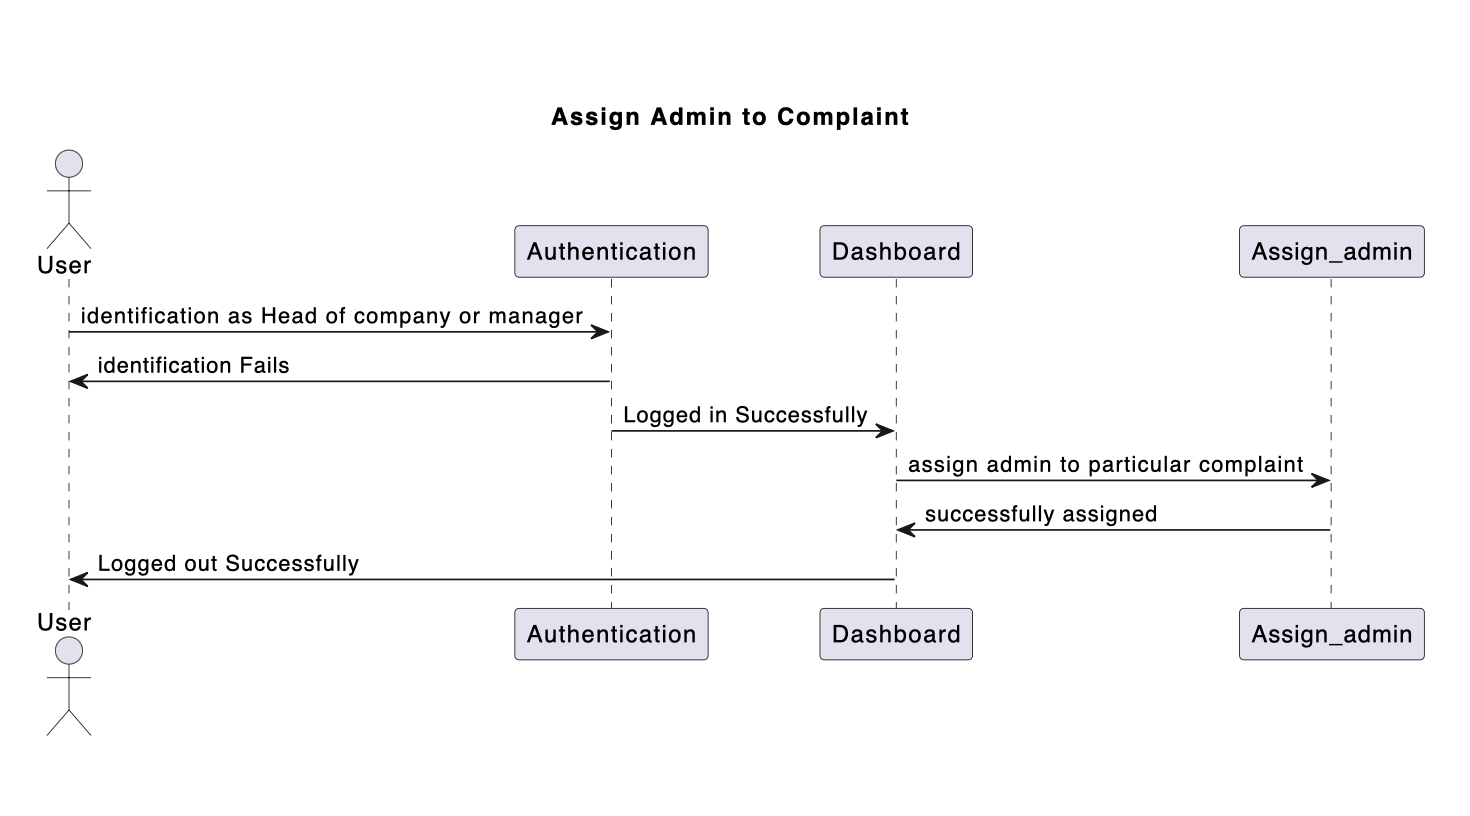 Assign Admin to Complaint
User
Authentication
Dashboard
Assign_admin
identification as Head of company or manager
identification Fails
Logged in Successfully
assign admin to particular complaint
successfully assigned
Logged out Successfully
User
Authentication
Dashboard
Assign_admin